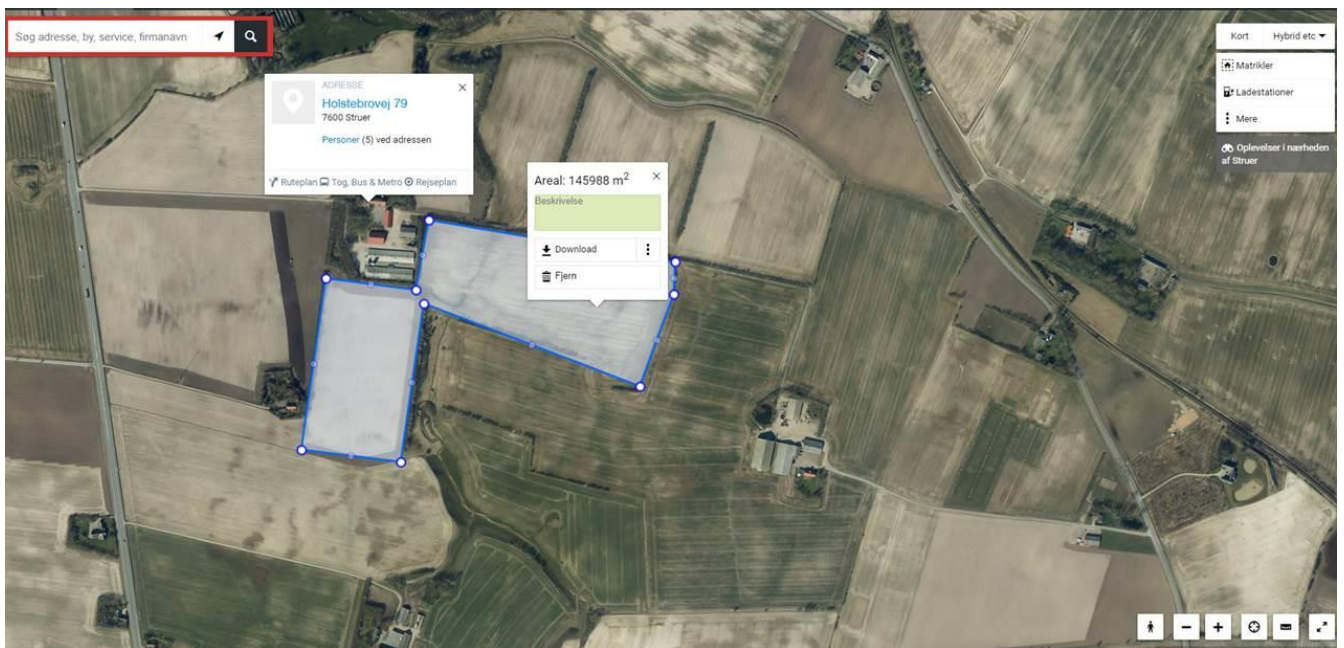 Søg adresse, by, service, firmanavn
ADRESSE
Holstebrovej 79
7600 Struer
Personer (5) ved adressen
Ruteplan Tog, Bus & Metro Rejseplan
Areal: 145988 m²
Beskrivelse
Download
Fjern
Kort Hybrid etc
Matrikler
Ladestationer
Mere
Oplevelser i nærheden
af Struer